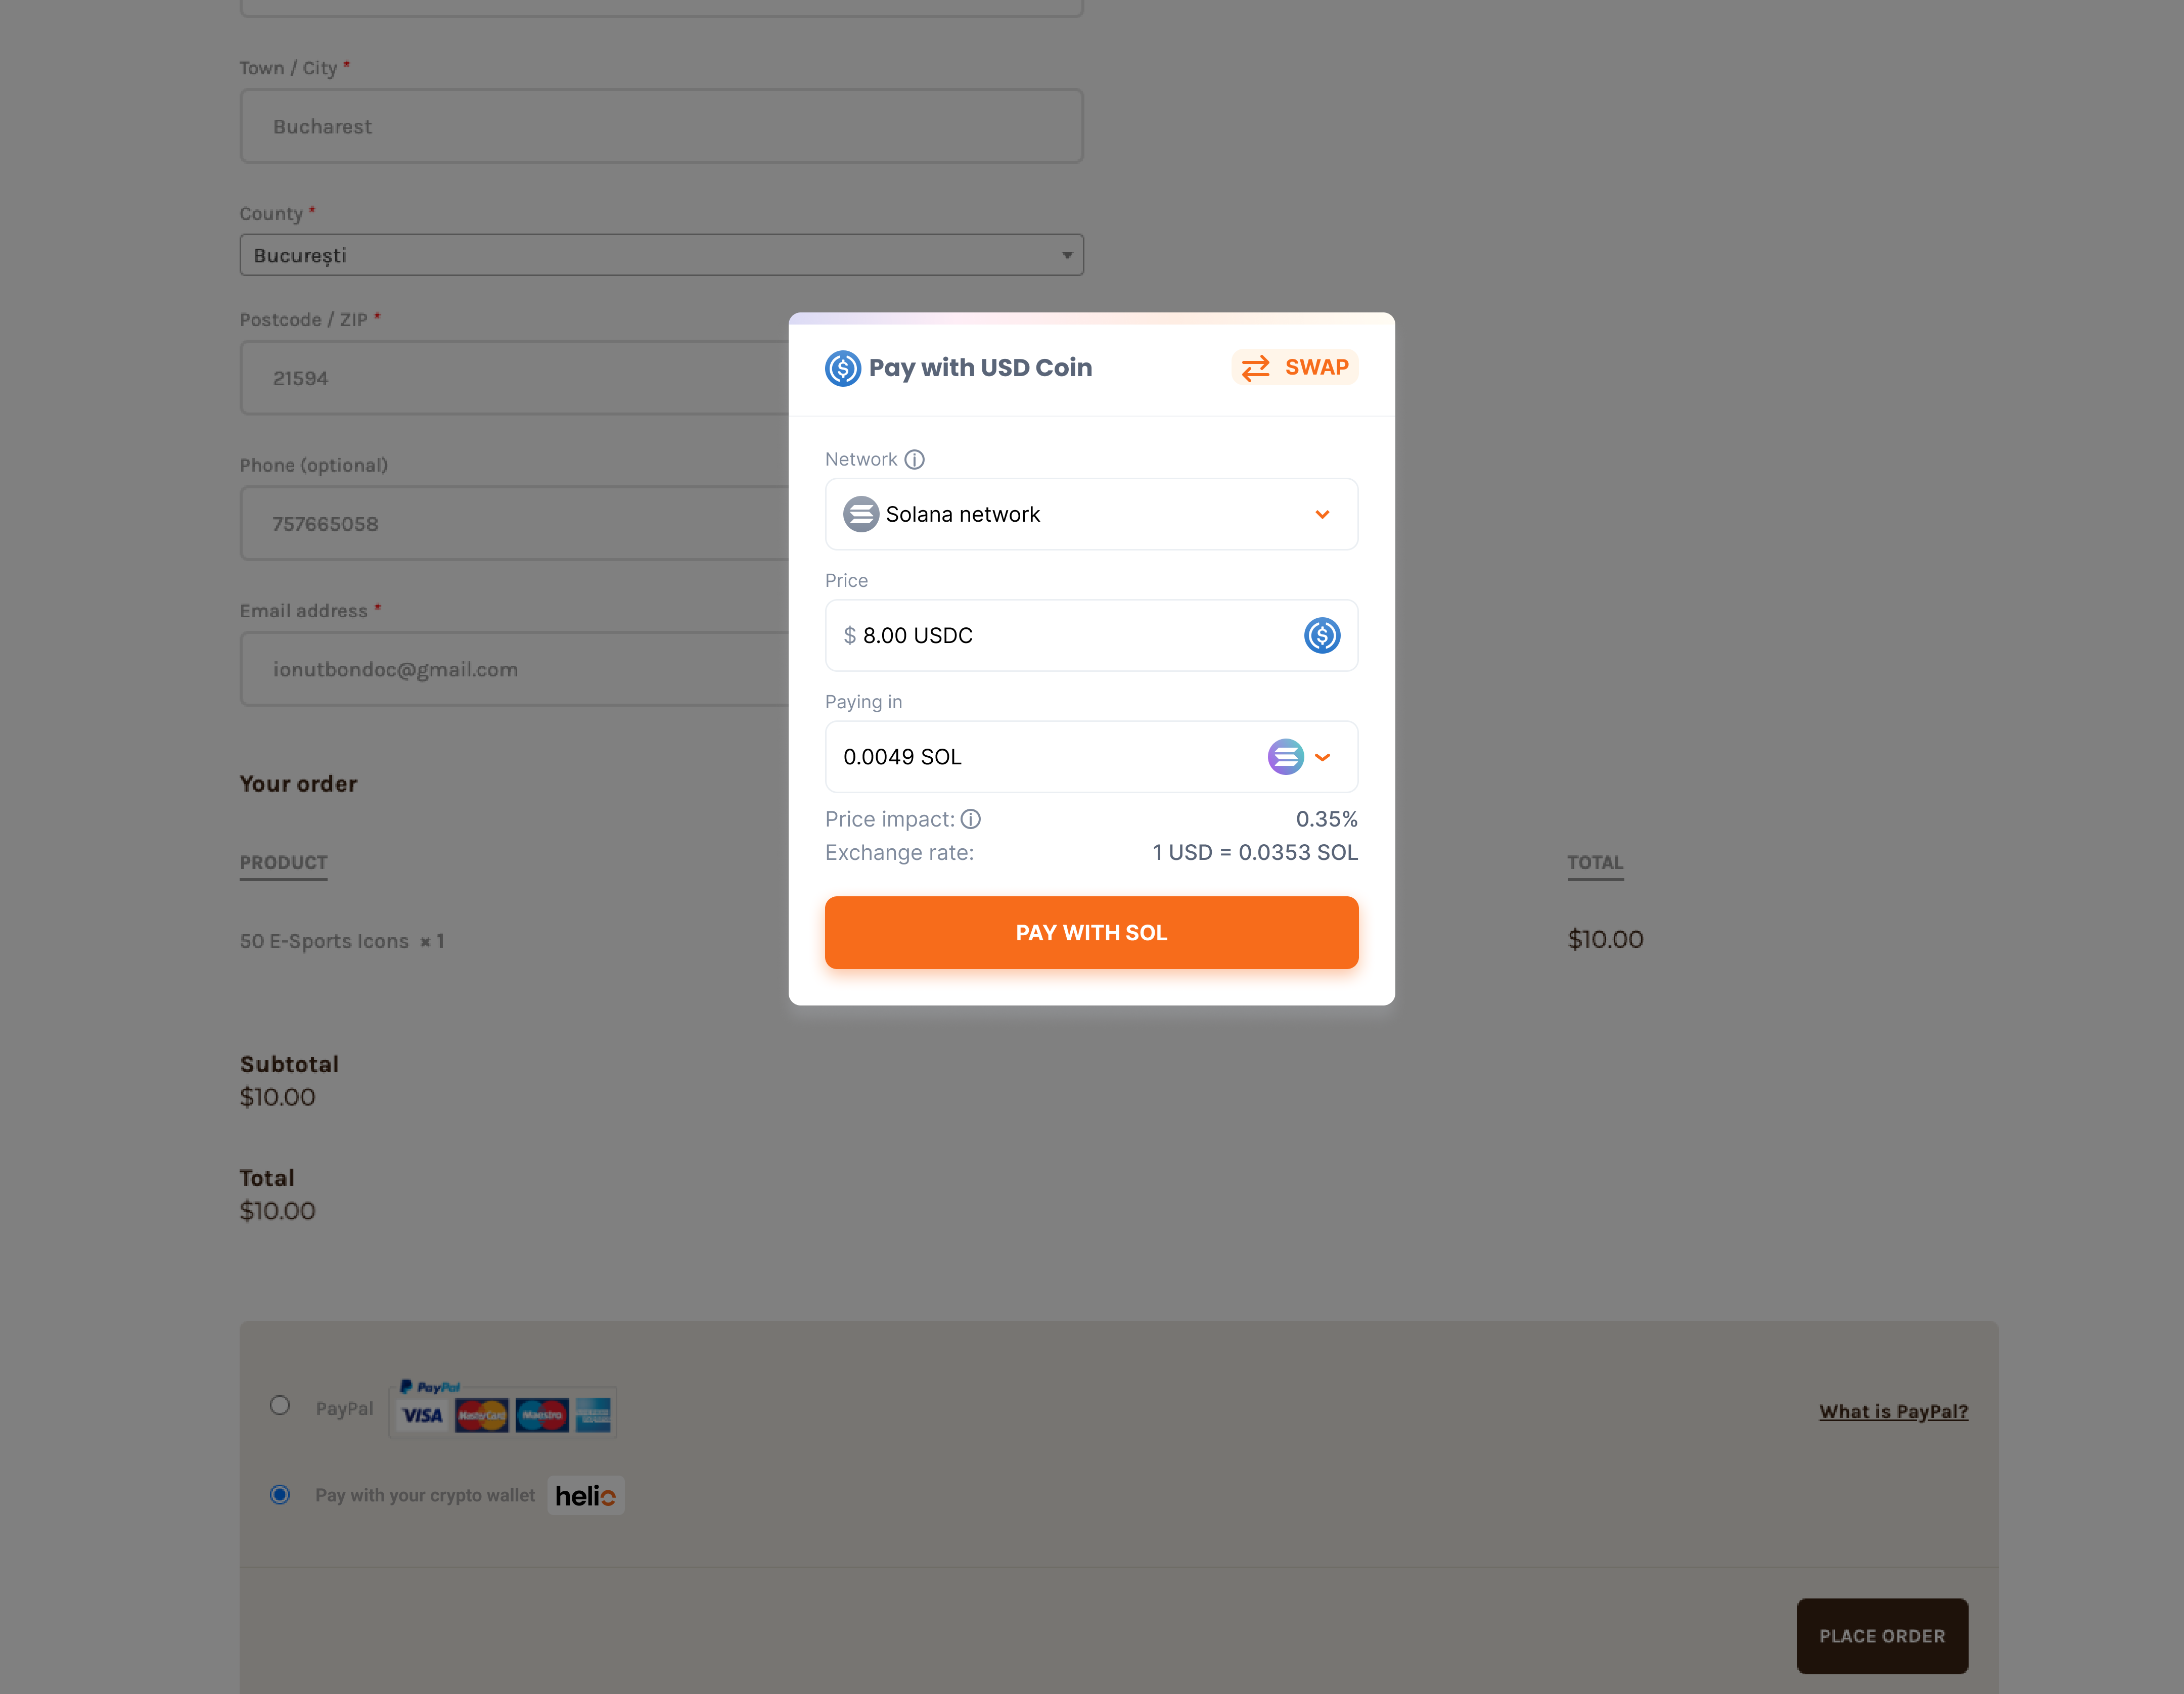 Town / City *
Bucharest
County *
București
Postcode / ZIP *
21594
Phone (optional)
757665058
Email address *
ionutbondoc@gmail.com
Pay with USD Coin
SWAP
Network
Solana network
Price
$ 8.00 USDC
Paying in
0.0049 SOL
Price impact: 0.35%
Exchange rate: 1 USD = 0.0353 SOL
PAY WITH SOL
Your order
PRODUCT TOTAL
50 E-Sports Icons × 1 $10.00
Subtotal
$10.00
Total
$10.00
PayPal
PayPal
VISA MasterCard Maestro
What is PayPal?
Pay with your crypto wallet helio
PLACE ORDER